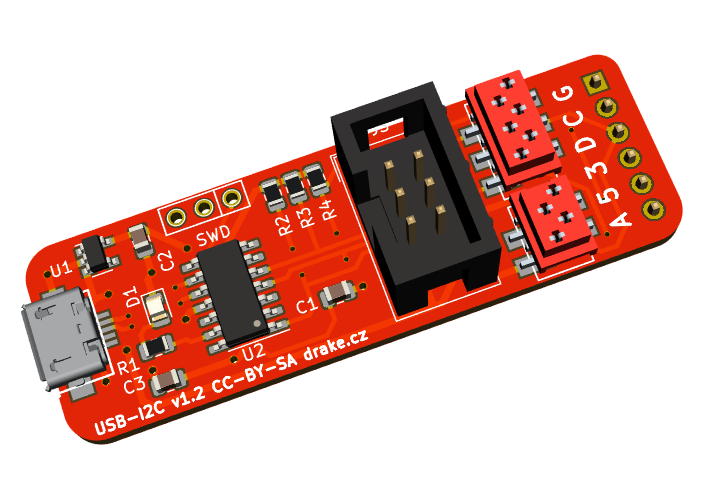 G
C
D
3
5
A
R4
R3
R2
SWD
C2
U1
D1
C1
U2
R1
C3
USB-I2C v1.2 CC-BY-SA drake.cz